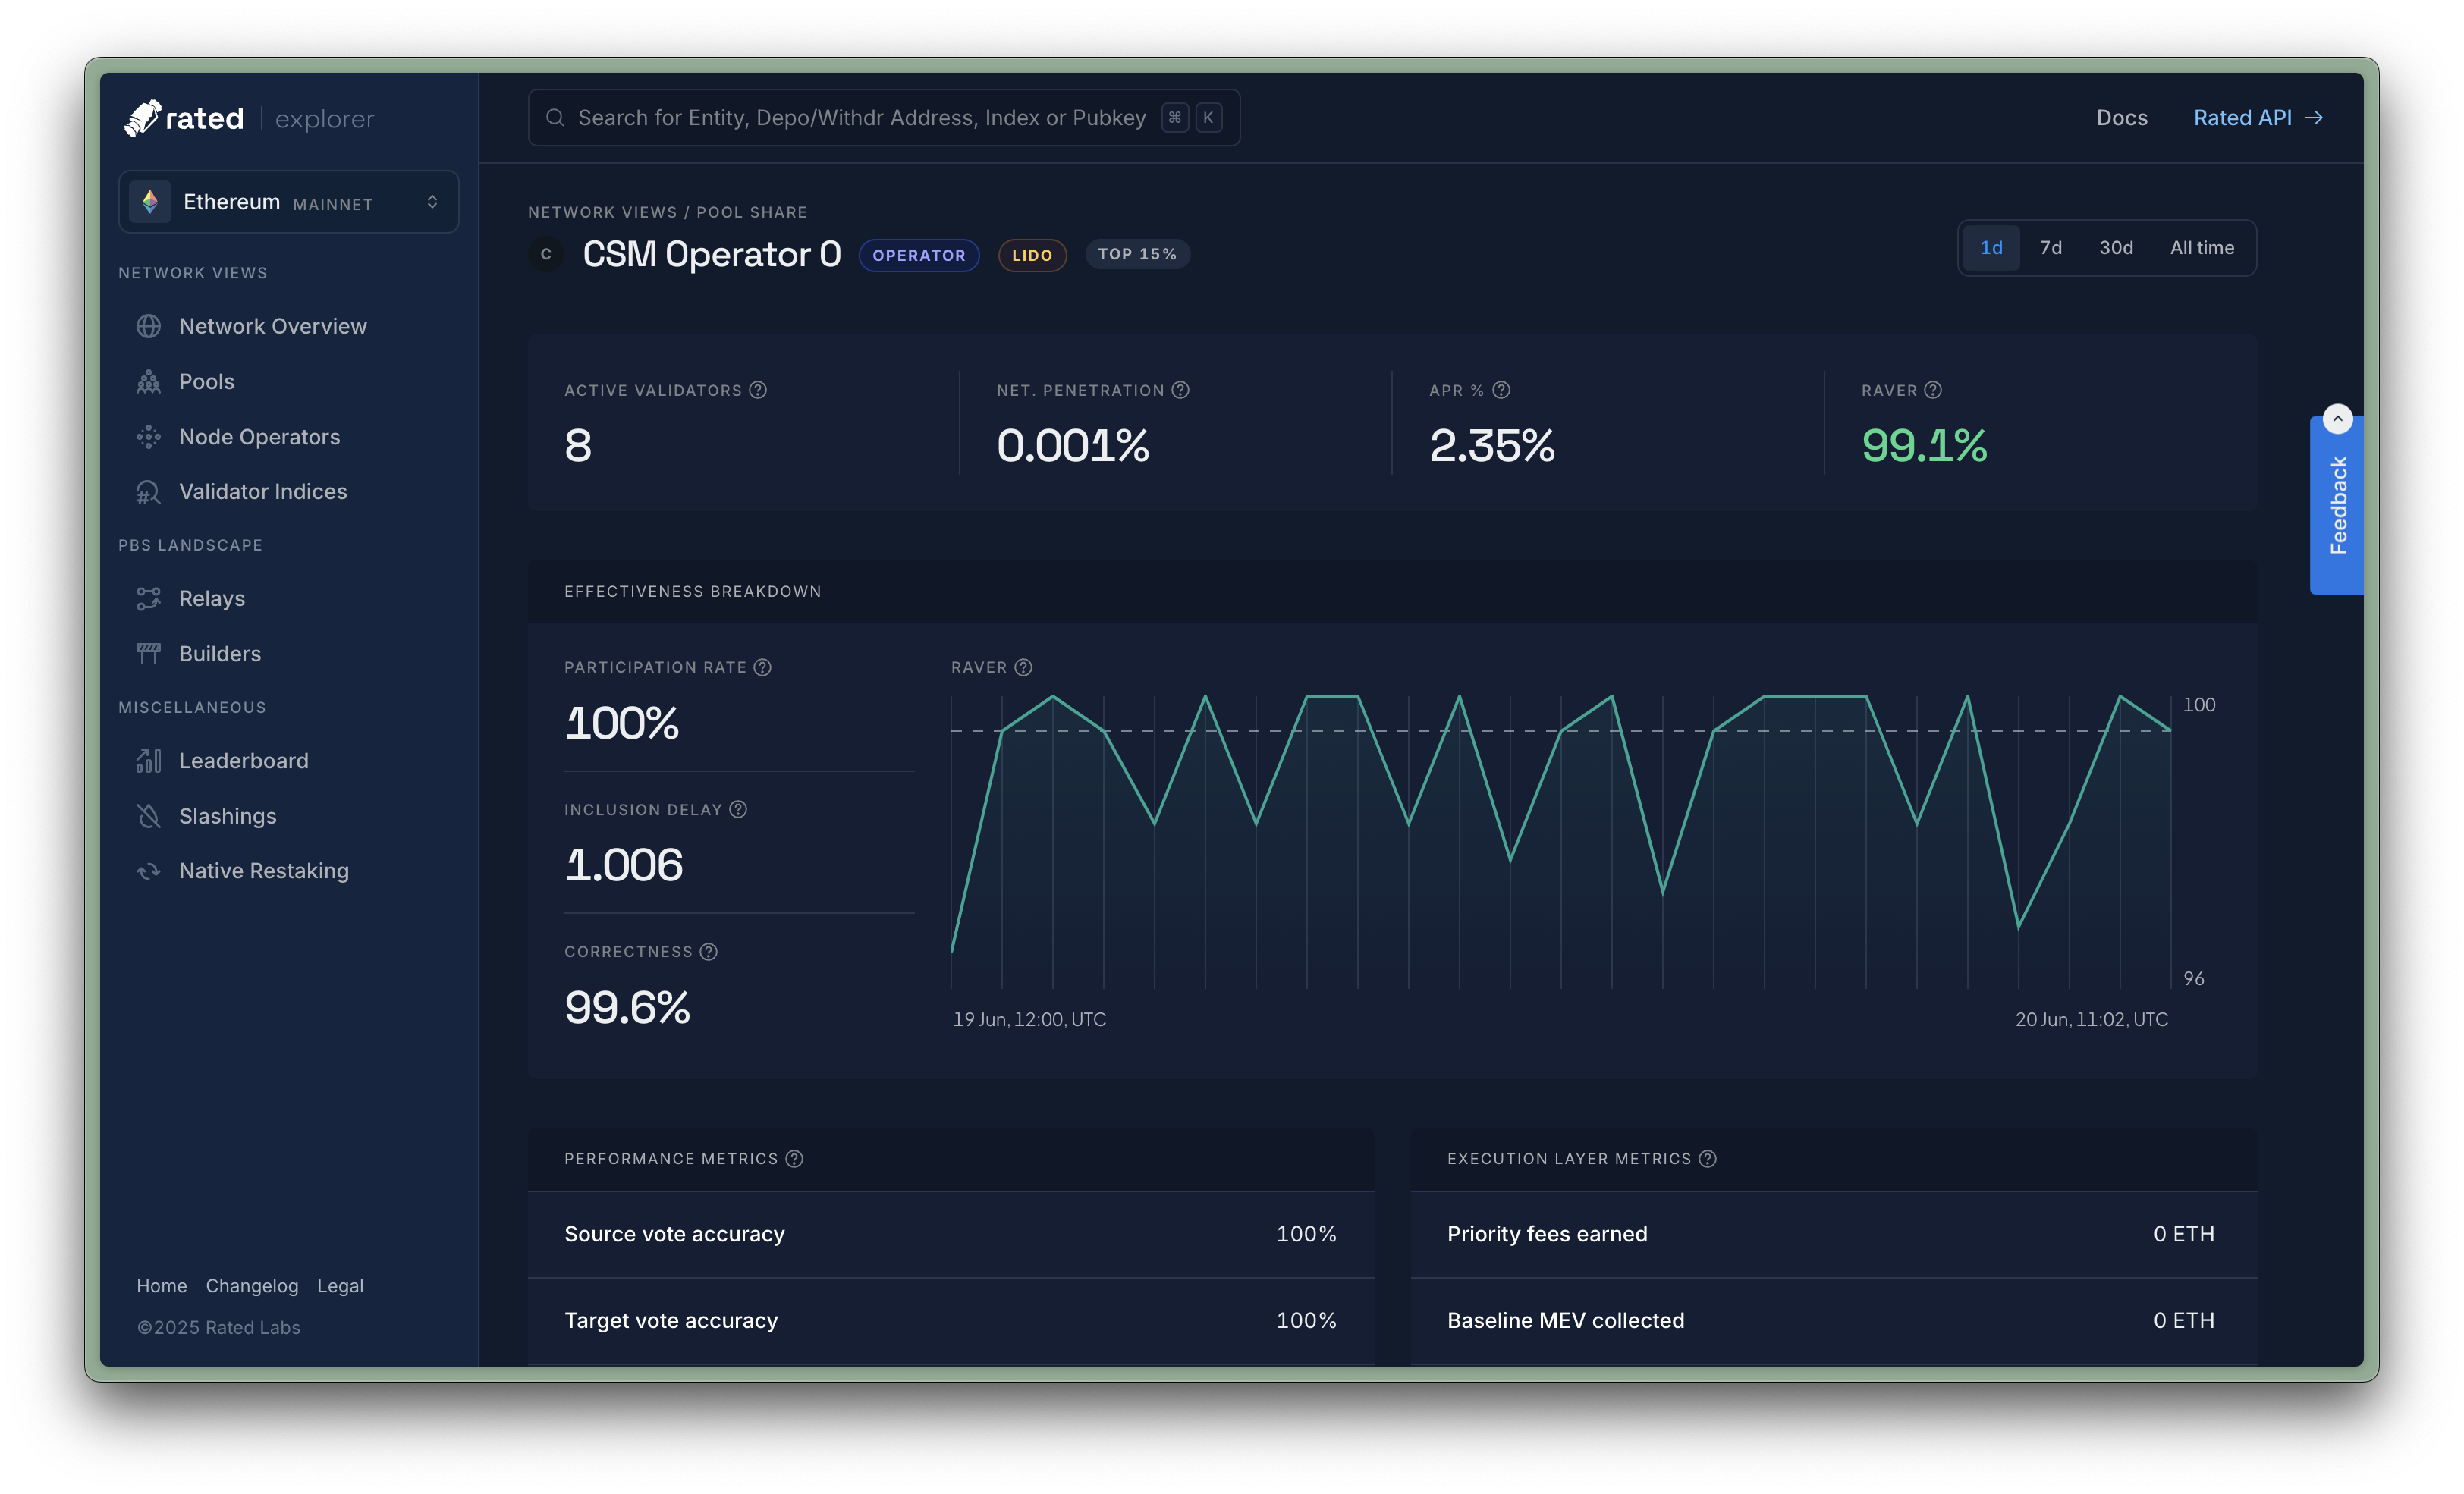 rated | explorer
Search for Entity, Depo/Withdr Address, Index or Pubkey ⌘ K
Docs
Rated API →
Ethereum MAINNET
NETWORK VIEWS
Network Overview
Pools
Node Operators
Validator Indices
PBS LANDSCAPE
Relays
Builders
MISCELLANEOUS
Leaderboard
Slashings
Native Restaking
Home Changelog Legal
©2025 Rated Labs
NETWORK VIEWS / POOL SHARE
C CSM Operator 0 OPERATOR LIDO TOP 15%
1d 7d 30d All time
ACTIVE VALIDATORS ?
8
NET. PENETRATION ?
0.001%
APR % ?
2.35%
RAVER ?
99.1%
Feedback
EFFECTIVENESS BREAKDOWN
PARTICIPATION RATE ?
100%
INCLUSION DELAY ?
1.006
CORRECTNESS ?
99.6%
RAVER ?
100
96
19 Jun, 12:00, UTC
20 Jun, 11:02, UTC
PERFORMANCE METRICS ?
Source vote accuracy 100%
Target vote accuracy 100%
EXECUTION LAYER METRICS ?
Priority fees earned 0 ETH
Baseline MEV collected 0 ETH